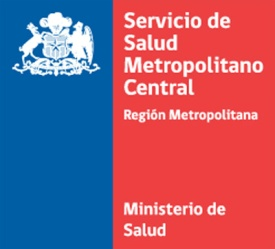 Servicio de
Salud
Metropolitano
Central
Región Metropolitana
Ministerio de
Salud